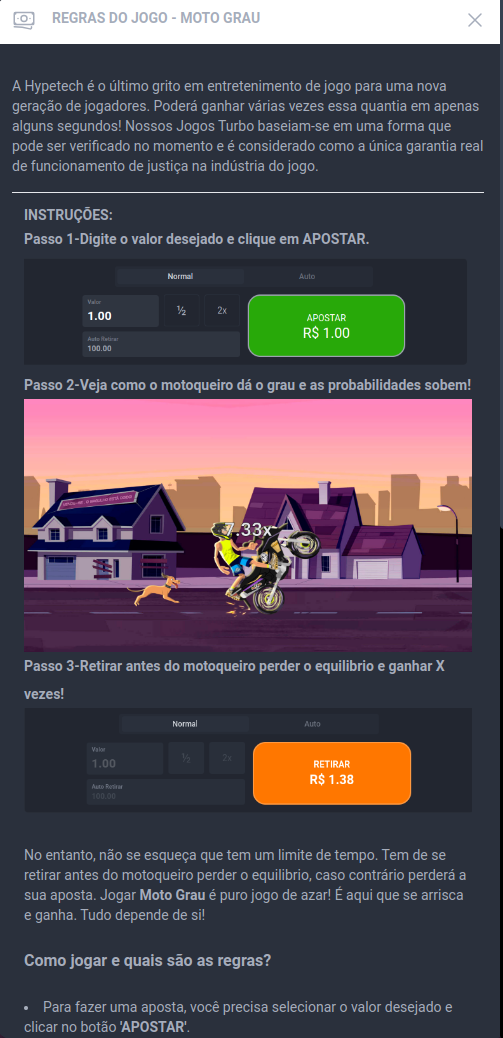 REGRAS DO JOGO - MOTO GRAU
A Hypetech é o último grito em entretenimento de jogo para uma nova
geração de jogadores. Poderá ganhar várias vezes essa quantia em apenas
alguns segundos! Nossos Jogos Turbo baseiam-se em uma forma que
pode ser verificado no momento e é considerado como a única garantia real
de funcionamento de justiça na indústria do jogo.
INSTRUÇÕES:
Passo 1-Digite o valor desejado e clique em APOSTAR.
Normal Auto
Valor
1.00
½ 2x
Auto Retirar
100.00
APOSTAR
R$ 1.00
Passo 2-Veja como o motoqueiro dá o grau e as probabilidades sobem!
7.33x
Passo 3-Retirar antes do motoqueiro perder o equilibrio e ganhar X
vezes!
Normal Auto
Valor
1.00
½ 2x
Auto Retirar
100.00
RETIRAR
R$ 1.38
No entanto, não se esqueça que tem um limite de tempo. Tem de se
retirar antes do motoqueiro perder o equilibrio, caso contrário perderá a
sua aposta. Jogar Moto Grau é puro jogo de azar! É aqui que se arrisca
e ganha. Tudo depende de si!
Como jogar e quais são as regras?
• Para fazer uma aposta, você precisa selecionar o valor desejado e
clicar no botão 'APOSTAR'.